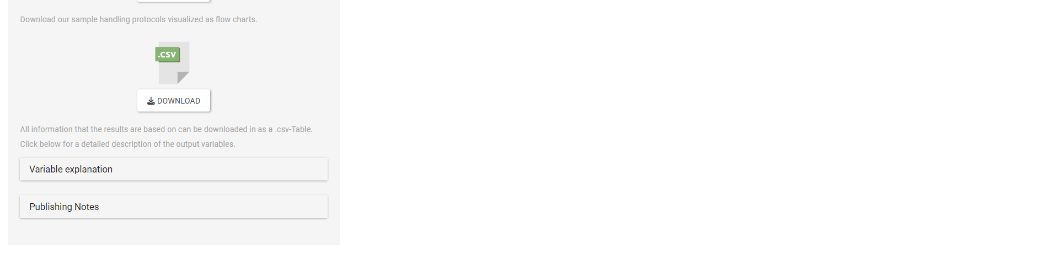 Download our sample handling protocols visualized as flow charts.
.CSV
DOWNLOAD
All information that the results are based on can be downloaded in as a .csv-Table.
Click below for a detailed description of the output variables.
Variable explanation
Publishing Notes